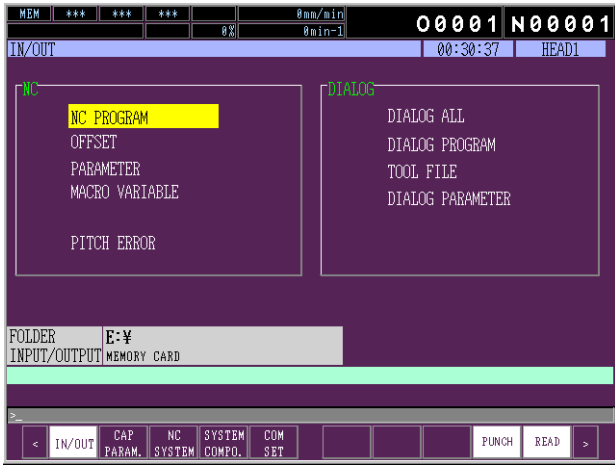 MEM *** *** *** 0mm/min O0001 N00001
0% 0min-1
IN/OUT 00:30:37 HEAD1
NC DIALOG
NC PROGRAM DIALOG ALL
OFFSET DIALOG PROGRAM
PARAMETER TOOL FILE
MACRO VARIABLE DIALOG PARAMETER
PITCH ERROR
FOLDER E:¥
INPUT/OUTPUT MEMORY CARD
>_
< IN/OUT CAP PARAM. NC SYSTEM SYSTEM COMPO. COM SET PUNCH READ >